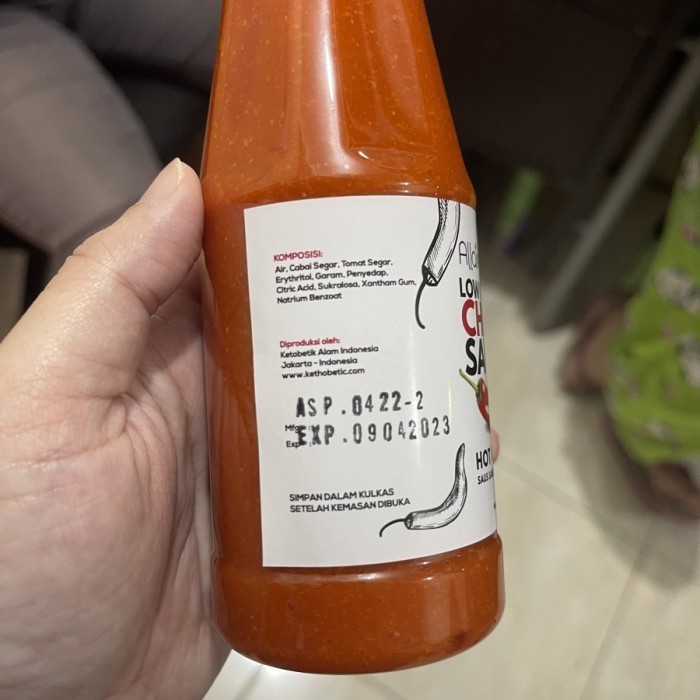 KOMPOSISI:
Air, Cabai Segar, Tomat Segar,
Erythritol, Garam, Penyedap,
Citric Acid, Sukralosa, Xantham Gum,
Natrium Benzoat
Diproduksi oleh:
Ketobetik Alam Indonesia
Jakarta - Indonesia
www.kethobetic.com
ASP.0422-2
Mfg
EXP.09042023
Exp
SIMPAN DALAM KULKAS
SETELAH KEMASAN DIBUKA
LOW
CH
SA
HOT